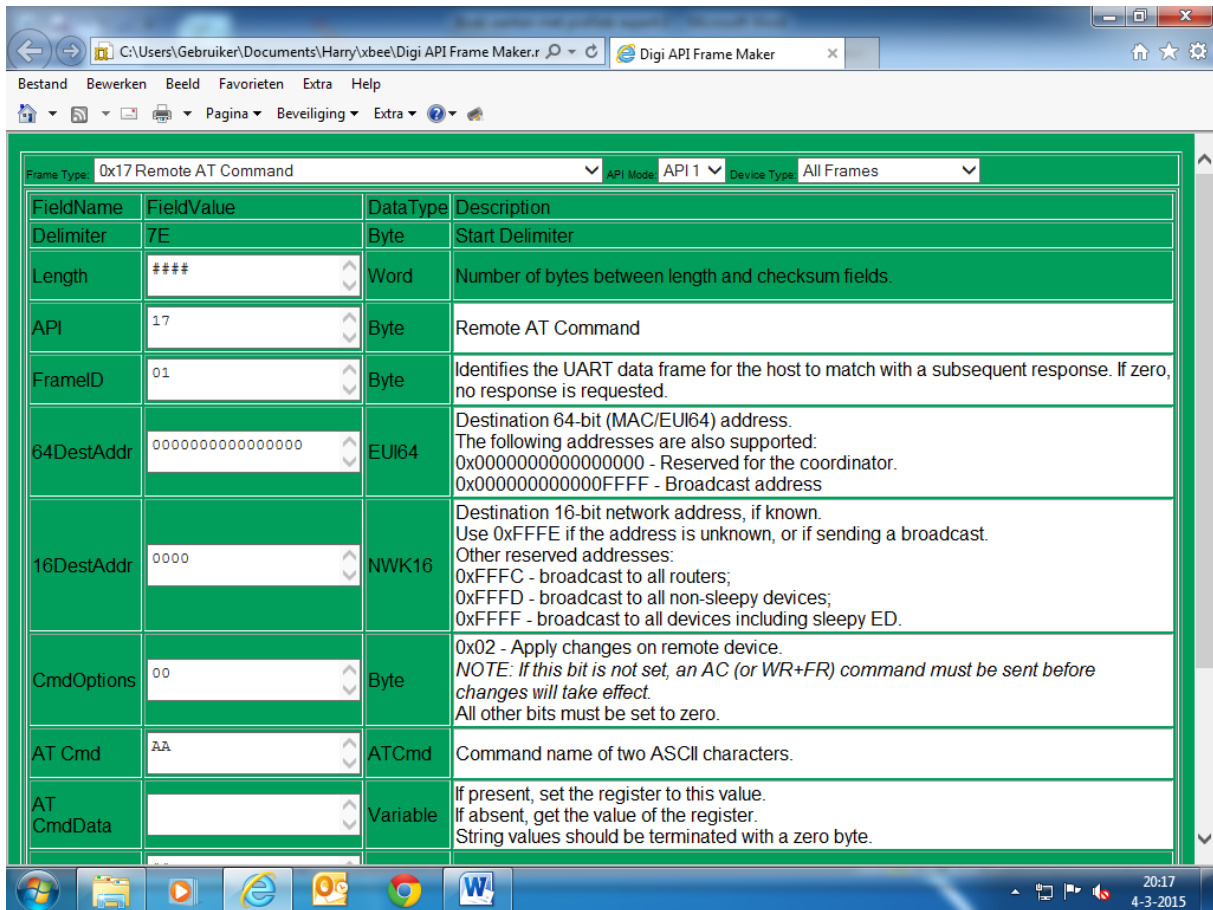 C:\Users\Gebruiker\Documents\Harry\xbee\Digi API Frame Maker.r
Digi API Frame Maker
Bestand Bewerken Beeld Favorieten Extra Help
Pagina Beveiliging Extra
Frame Type: 0x17 Remote AT Command API Mode: API 1 Device Type: All Frames
FieldName FieldValue DataType Description
Delimiter 7E Byte Start Delimiter
Length #### Word Number of bytes between length and checksum fields.
API 17 Byte Remote AT Command
FrameID 01 Byte Identifies the UART data frame for the host to match with a subsequent response. If zero,
no response is requested.
64DestAddr 0000000000000000 EUI64 Destination 64-bit (MAC/EUI64) address.
The following addresses are also supported:
0x0000000000000000 - Reserved for the coordinator.
0x000000000000FFFF - Broadcast address
16DestAddr 0000 NWK16 Destination 16-bit network address, if known.
Use 0xFFFE if the address is unknown, or if sending a broadcast.
Other reserved addresses:
0xFFFC - broadcast to all routers;
0xFFFD - broadcast to all non-sleepy devices;
0xFFFF - broadcast to all devices including sleepy ED.
CmdOptions 00 Byte 0x02 - Apply changes on remote device.
NOTE: If this bit is not set, an AC (or WR+FR) command must be sent before
changes will take effect.
All other bits must be set to zero.
AT Cmd AA ATCmd Command name of two ASCII characters.
AT CmdData Variable If present, set the register to this value.
If absent, get the value of the register.
String values should be terminated with a zero byte.
20:17
4-3-2015